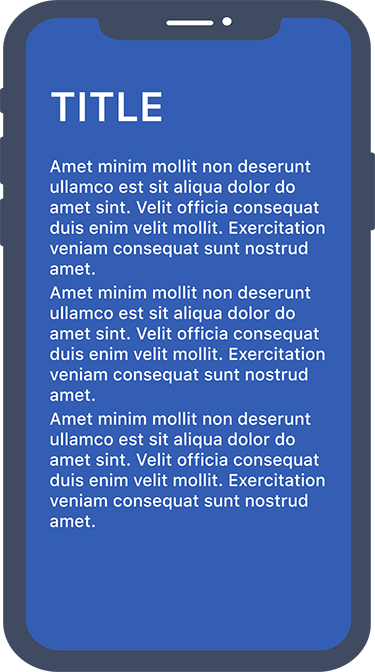 TITLE
Amet minim mollit non deserunt
ullamco est sit aliqua dolor do
amet sint. Velit officia consequat
duis enim velit mollit. Exercitation
veniam consequat sunt nostrud
amet.
Amet minim mollit non deserunt
ullamco est sit aliqua dolor do
amet sint. Velit officia consequat
duis enim velit mollit. Exercitation
veniam consequat sunt nostrud
amet.
Amet minim mollit non deserunt
ullamco est sit aliqua dolor do
amet sint. Velit officia consequat
duis enim velit mollit. Exercitation
veniam consequat sunt nostrud
amet.